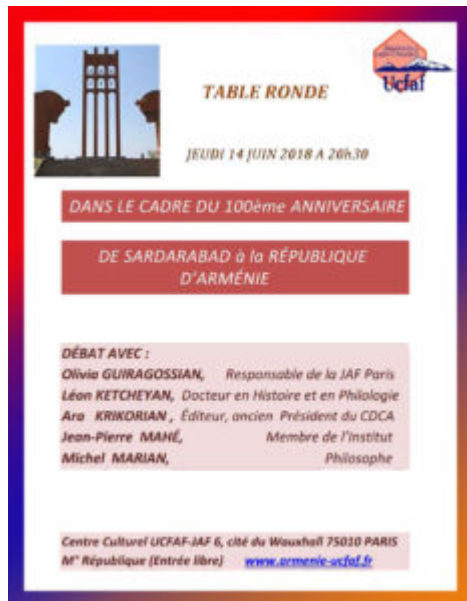 Ucfaf
TABLE RONDE
JEUDI 14 JUIN 2018 A 20h30
DANS LE CADRE DU 100ème ANNIVERSAIRE
DE SARDARABAD à la RÉPUBLIQUE
D'ARMÉNIE
DÉBAT AVEC :
Olivia GUIRAGOSSIAN, Responsable de la JAF Paris
Léon KETCHEYAN, Docteur en Histoire et en Philologie
Ara KRIKORIAN , Éditeur, ancien Président du CDCA
Jean-Pierre MAHÉ, Membre de l'Institut
Michel MARIAN, Philosophe
Centre Culturel UCFAF-JAF 6, cité du Wauxhall 75010 PARIS
M° République (Entrée libre) www.armenie-ucfaf.fr